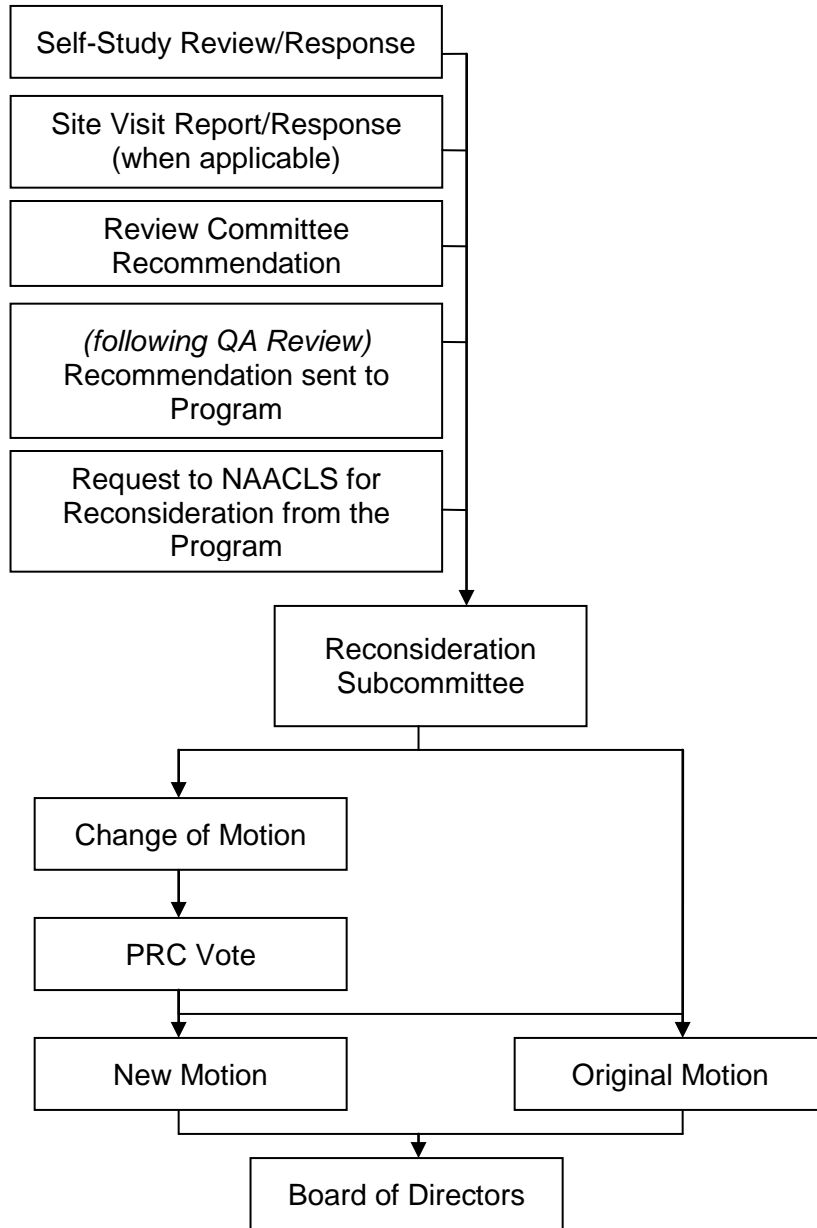 Self-Study Review/Response
Site Visit Report/Response
(when applicable)
Review Committee
Recommendation
(following QA Review)
Recommendation sent to
Program
Request to NAACLS for
Reconsideration from the
Program
Reconsideration
Subcommittee
Change of Motion
PRC Vote
New Motion
Original Motion
Board of Directors